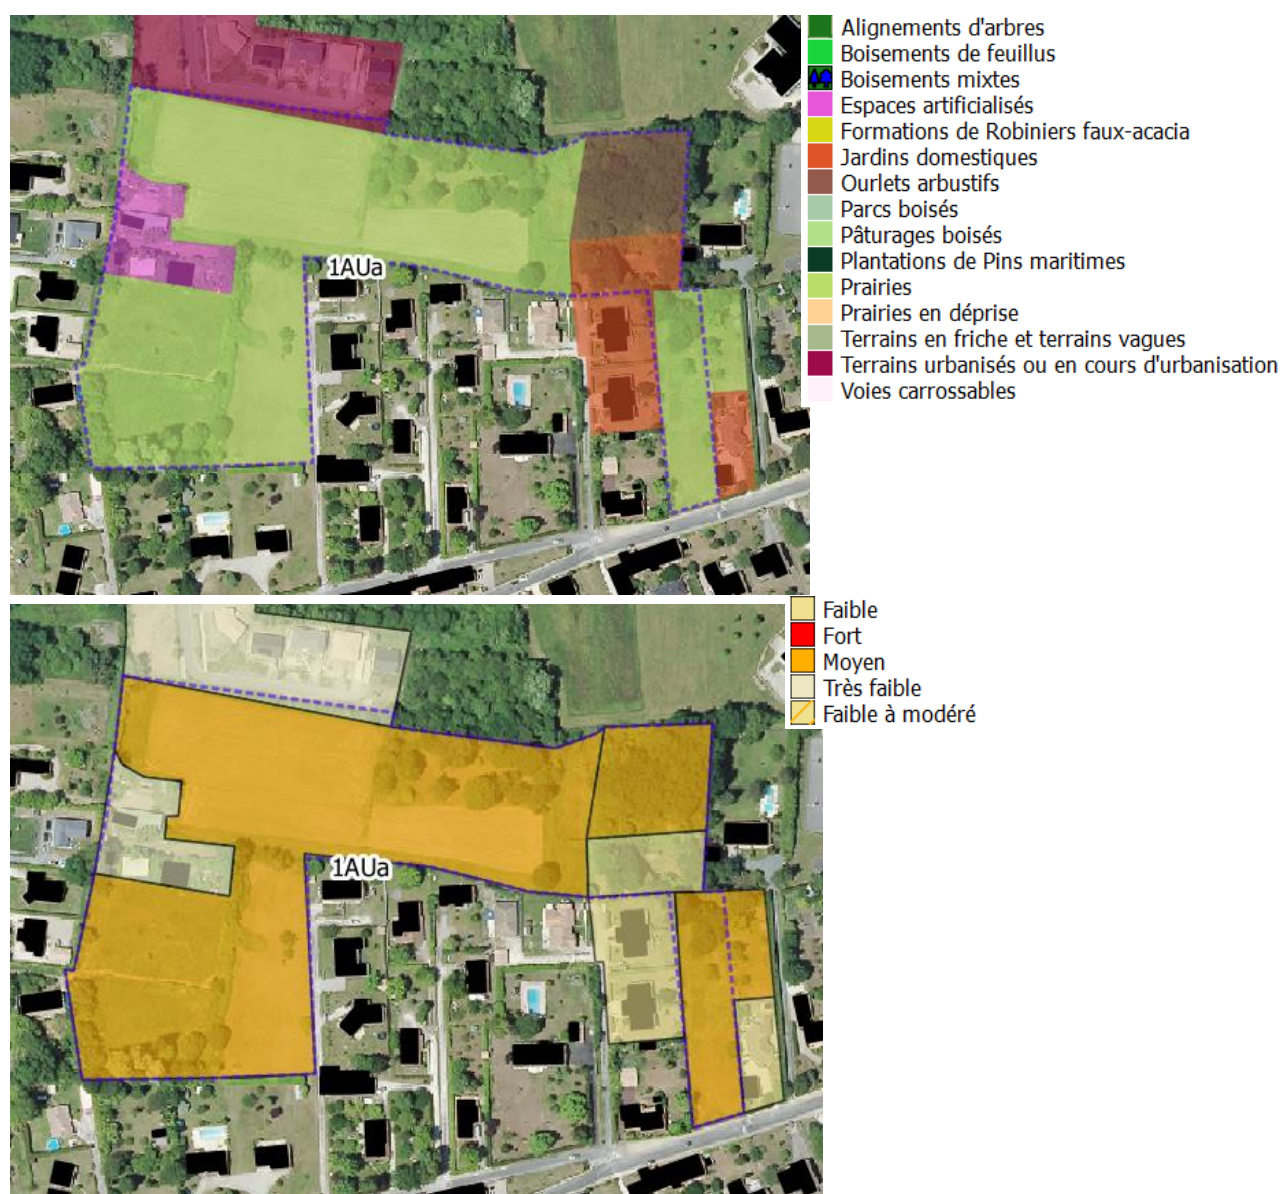 Alignements d'arbres
Boisements de feuillus
Boisements mixtes
Espaces artificialisés
Formations de Robiniers faux-acacia
Jardins domestiques
Ourlets arbustifs
Parcs boisés
Pâturages boisés
Plantations de Pins maritimes
Prairies
Prairies en déprise
Terrains en friche et terrains vagues
Terrains urbanisés ou en cours d'urbanisation
Voies carrossables
1AUa
Faible
Fort
Moyen
Très faible
Faible à modéré
1AUa